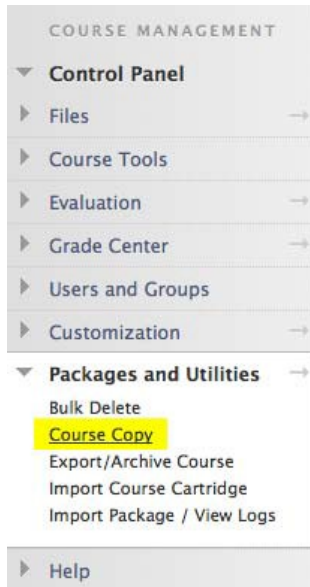 COURSE MANAGEMENT
Control Panel
Files
Course Tools
Evaluation
Grade Center
Users and Groups
Customization
Packages and Utilities
Bulk Delete
Course Copy
Export/Archive Course
Import Course Cartridge
Import Package / View Logs
Help